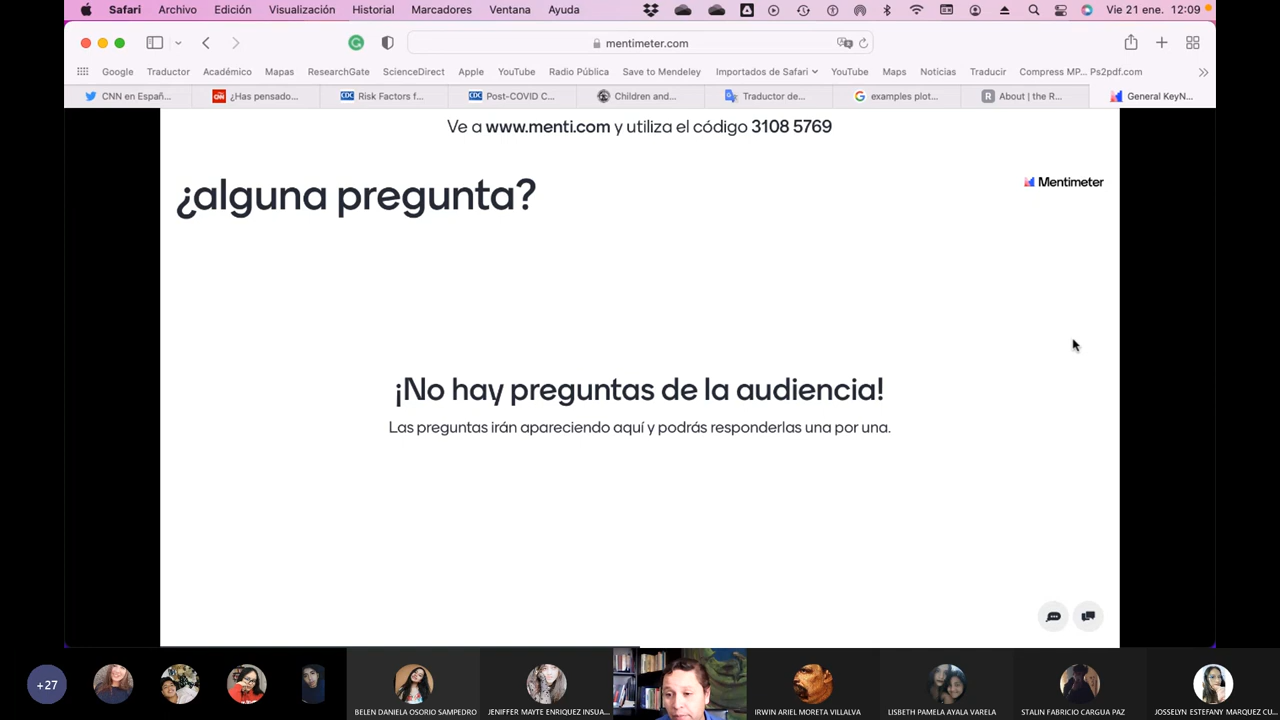 Safari Archivo Edición Visualización Historial Marcadores Ventana Ayuda Vie 21 ene. 12:09
mentimeter.com
Google Traductor Académico Mapas ResearchGate ScienceDirect Apple YouTube Radio Pública Save to Mendeley Importados de Safari YouTube Maps Noticias Traducir Compress MP... Ps2pdf.com
CNN en Españ... ¿Has pensado... Risk Factors f... Post-COVID C... Children and... Traductor de... examples plot... About | the R... General KeyN...
Ve a www.menti.com y utiliza el código 3108 5769
¿alguna pregunta?
Mentimeter
¡No hay preguntas de la audiencia!
Las preguntas irán apareciendo aquí y podrás responderlas una por una.
+27
BELEN DANIELA OSORIO SAMPEDRO JENIFFER MAYTE ENRIQUEZ INSUA... IRWIN ARIEL MORETA VILLALVA LISBETH PAMELA AYALA VARELA STALIN FABRICIO CARGUA PAZ JOSSELYN ESTEFANY MARQUEZ CU...